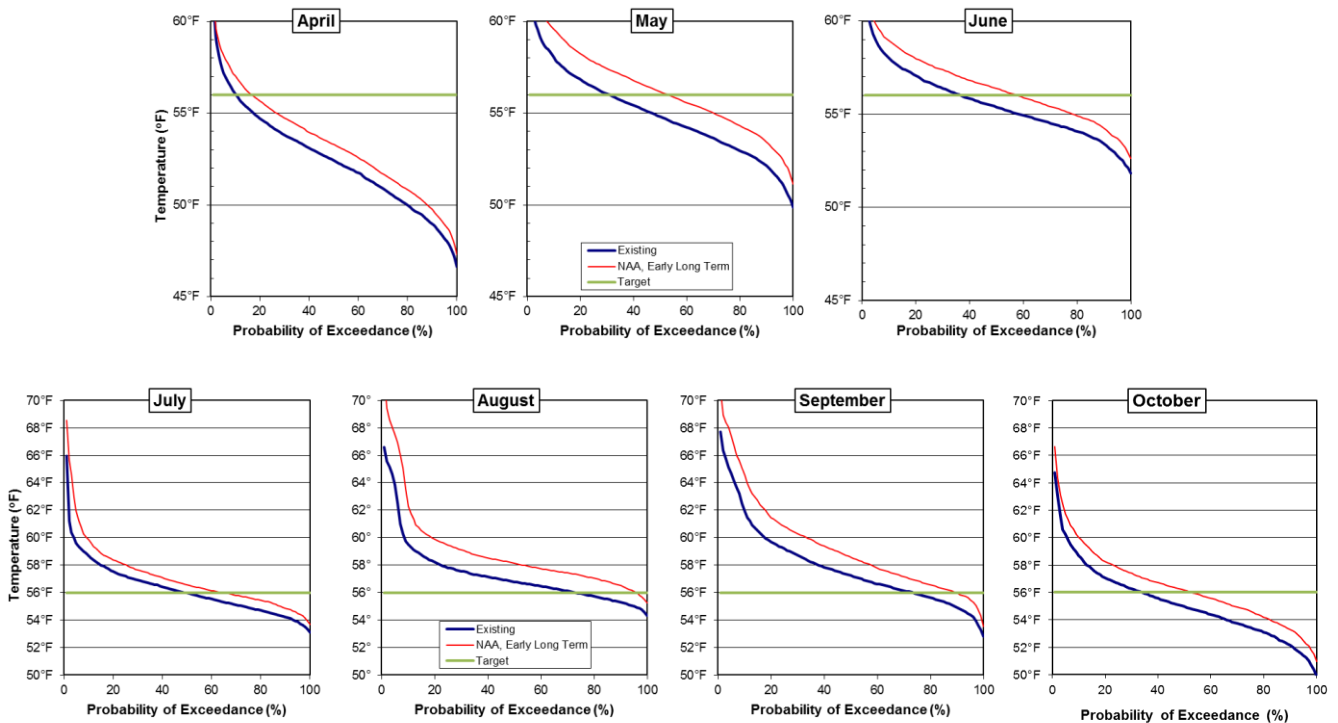 April
60°F
55°F
50°F
45°F
Temperature (°F)
0 20 40 60 80 100
Probability of Exceedance (%)
May
60°F
55°F
50°F
45°F
Existing
NAA, Early Long Term
Target
0 20 40 60 80 100
Probability of Exceedance (%)
June
60°F
55°F
50°F
45°F
0 20 40 60 80 100
Probability of Exceedance (%)
July
70°F
68°F
66°F
64°F
62°F
60°F
58°F
56°F
54°F
52°F
50°F
Temperature (°F)
0 20 40 60 80 100
Probability of Exceedance (%)
August
70°
68°
66°
64°
62°
60°
58°
56°
54°
52°
50°
Existing
NAA, Early Long Term
Target
0 20 40 60 80 100
Probability of Exceedance (%)
September
70°F
68°F
66°F
64°F
62°F
60°F
58°F
56°F
54°F
52°F
50°F
0 20 40 60 80 100
Probability of Exceedance (%)
October
70°F
68°F
66°F
64°F
62°F
60°F
58°F
56°F
54°F
52°F
50°F
0 20 40 60 80 100
Probability of Exceedance (%)